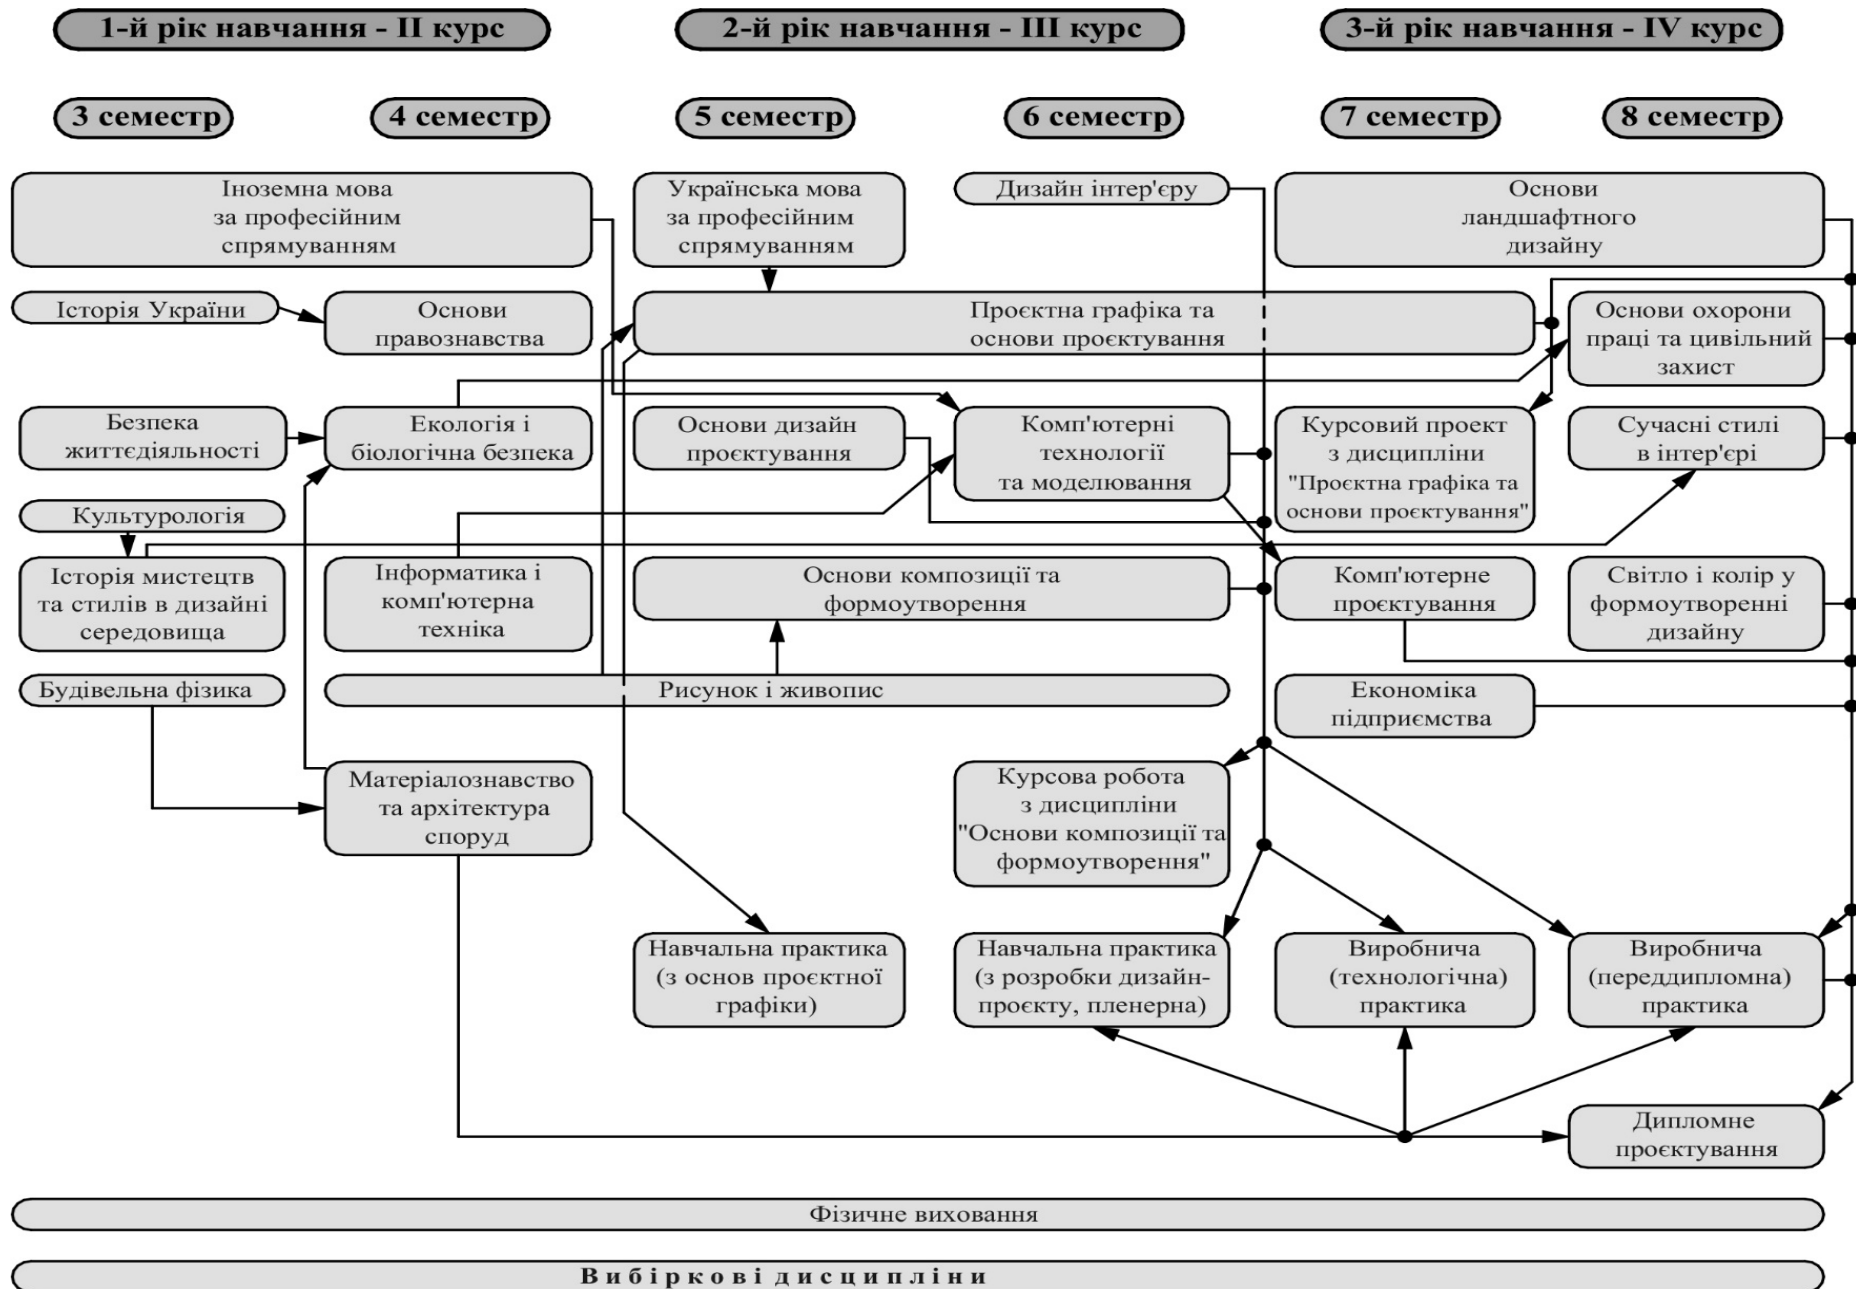 1-й рік навчання - II курс
2-й рік навчання - III курс
3-й рік навчання - IV курс
3 семестр
4 семестр
5 семестр
6 семестр
7 семестр
8 семестр
Іноземна мова
за професійним
спрямуванням
Українська мова
за професійним
спрямуванням
Дизайн інтер'єру
Основи
ландшафтного
дизайну
Історія України
Основи
правознавства
Проєктна графіка та
основи проєктування
Основи охорони
праці та цивільний
захист
Безпека
життєдіяльності
Екологія і
біологічна безпека
Основи дизайн
проєктування
Комп'ютерні
технології
та моделювання
Курсовий проект
з дисципліни
"Проєктна графіка та
основи проєктування"
Сучасні стилі
в інтер'єрі
Культурологія
Історія мистецтв
та стилів в дизайні
середовища
Інформатика і
комп'ютерна
техніка
Основи композиції та
формоутворення
Комп'ютерне
проєктування
Світло і колір у
формоутворенні
дизайну
Будівельна фізика
Рисунок і живопис
Економіка
підприємства
Матеріалознавство
та архітектура
споруд
Курсова робота
з дисципліни
"Основи композиції та
формоутворення"
Навчальна практика
(з основ проєктної
графіки)
Навчальна практика
(з розробки дизайн-
проєкту, пленерна)
Виробнича
(технологічна)
практика
Виробнича
(переддипломна)
практика
Дипломне
проєктування
Фізичне виховання
Вибіркові дисципліни